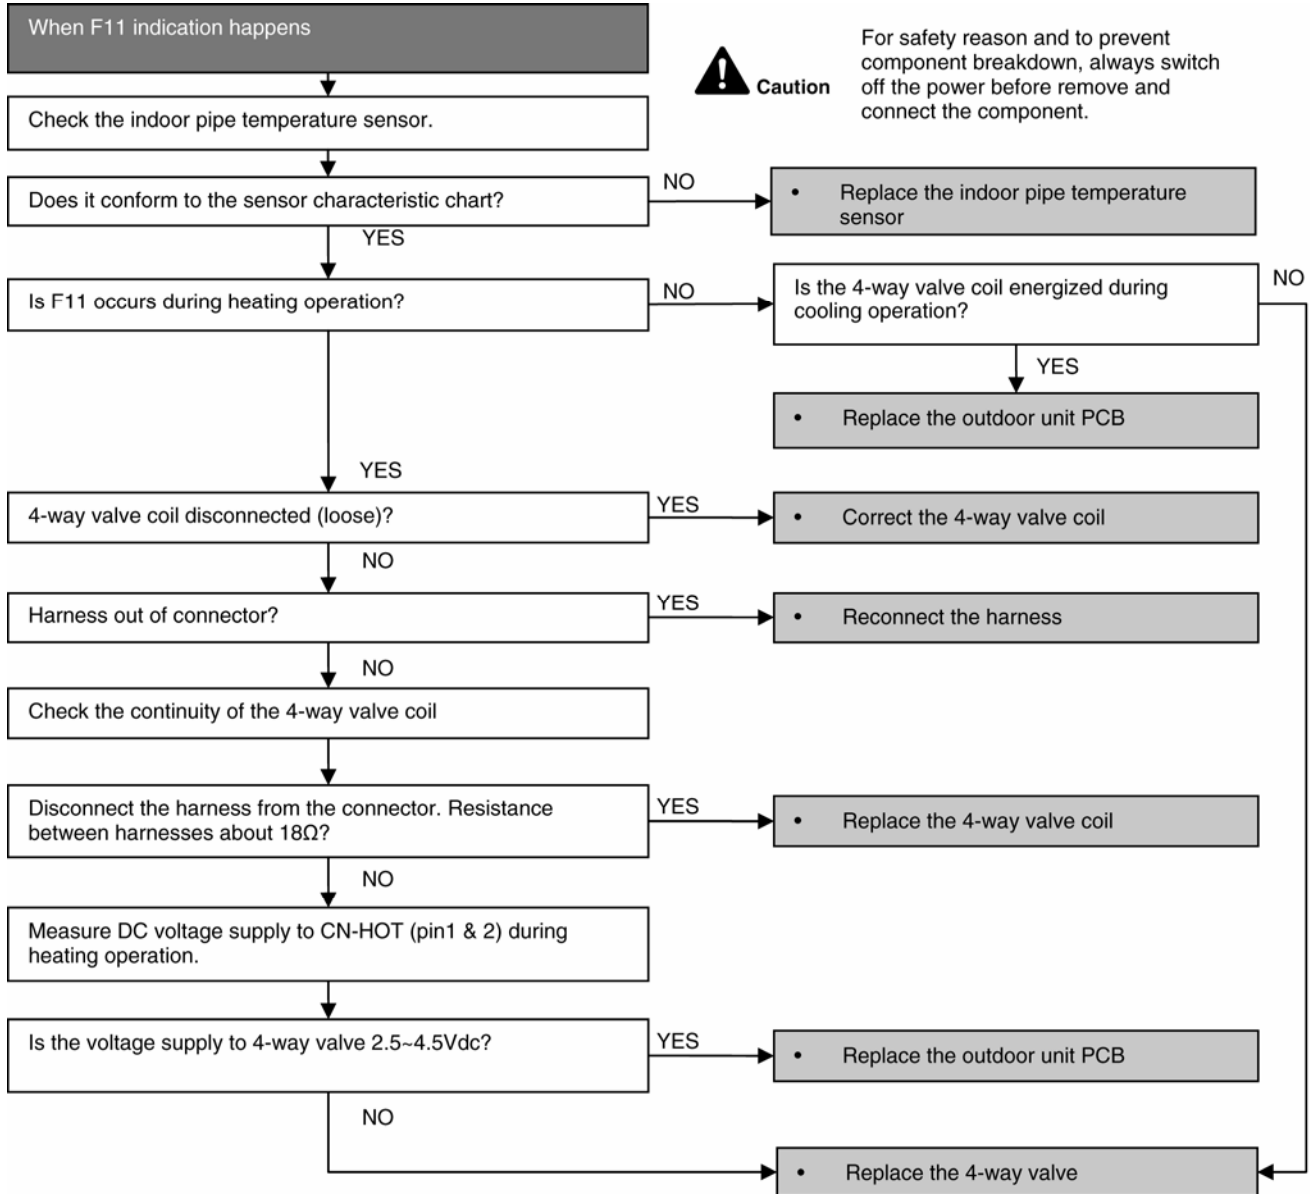 When F11 indication happens
For safety reason and to prevent
component breakdown, always switch
off the power before remove and
connect the component.
Caution
Check the indoor pipe temperature sensor.
Does it conform to the sensor characteristic chart?
NO
• Replace the indoor pipe temperature
sensor
YES
Is F11 occurs during heating operation?
NO
Is the 4-way valve coil energized during
cooling operation?
NO
YES
• Replace the outdoor unit PCB
YES
4-way valve coil disconnected (loose)?
YES
• Correct the 4-way valve coil
NO
Harness out of connector?
YES
• Reconnect the harness
NO
Check the continuity of the 4-way valve coil
Disconnect the harness from the connector. Resistance
between harnesses about 18Ω?
YES
• Replace the 4-way valve coil
NO
Measure DC voltage supply to CN-HOT (pin1 & 2) during
heating operation.
Is the voltage supply to 4-way valve 2.5~4.5Vdc?
YES
• Replace the outdoor unit PCB
NO
• Replace the 4-way valve